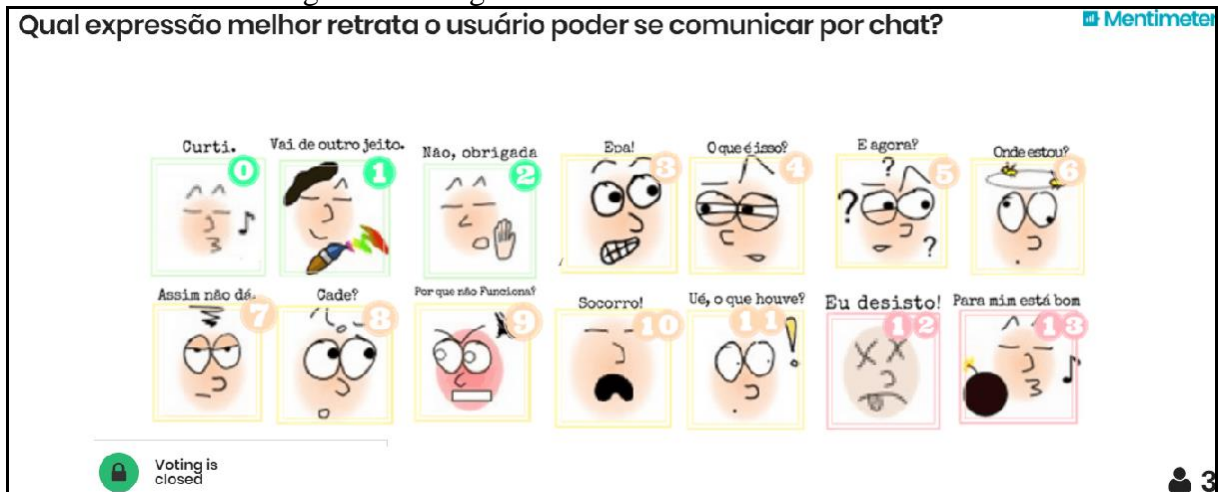 Qual expressão melhor retrata o usuário poder se comunicar por chat?
Mentimeter
Curti.
0
Vai de outro jeito.
1
Não, obrigada
2
Epa!
3
O que é isso?
4
E agora?
5
Onde estou?
6
Assim não dá.
7
Cade?
8
Por que não Funciona?
9
Socorro!
10
Ué, o que houve?
11
Eu desisto!
12
Para mim está bom
13
Voting is
closed
3